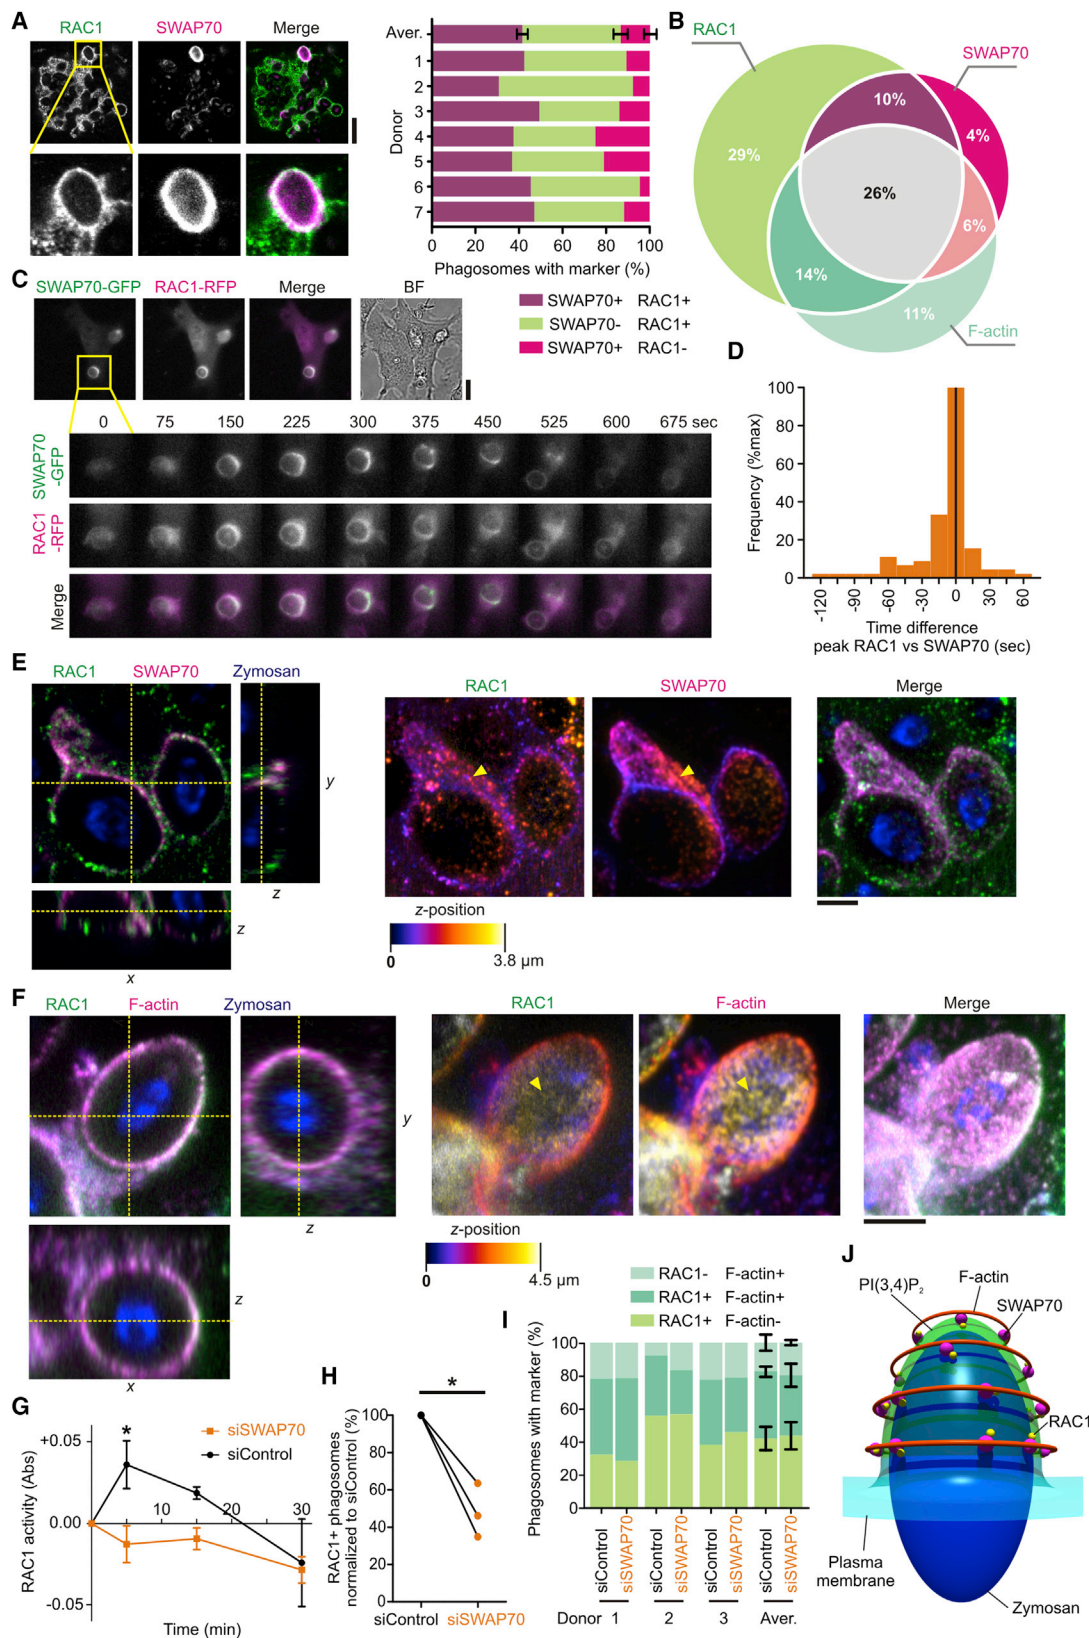 A
RAC1 SWAP70 Merge
Aver.
1
2
3
4
5
6
7
Donor
0 20 40 60 80 100
Phagosomes with marker (%)
SWAP70+ RAC1+
SWAP70- RAC1+
SWAP70+ RAC1-
B
RAC1
SWAP70
10%
4%
29%
26%
6%
14%
11%
F-actin
C
SWAP70-GFP RAC1-RFP Merge BF
0 75 150 225 300 375 450 525 600 675 sec
SWAP70
-GFP
RAC1
-RFP
Merge
D
Frequency (%max)
100
80
60
40
20
0
-120 -90 -60 -30 0 30 60
Time difference
peak RAC1 vs SWAP70 (sec)
E
RAC1 SWAP70 Zymosan
y
z
z
x
RAC1 SWAP70 Merge
z-position
0 3.8 µm
F
RAC1 F-actin Zymosan
y
z
z
x
RAC1 F-actin Merge
z-position
0 4.5 µm
G
RAC1 activity (Abs)
+0.05
0.00
-0.05
*
siSWAP70
siControl
10 20 30
Time (min)
H
RAC1+ phagosomes
normalized to siControl (%)
*
100
80
60
40
20
0
siControl siSWAP70
I
RAC1- F-actin+
RAC1+ F-actin+
RAC1+ F-actin-
Phagosomes with marker (%)
100
80
60
40
20
0
siControl siSWAP70 siControl siSWAP70 siControl siSWAP70 siControl siSWAP70
Donor 1 2 3 Aver.
J
F-actin
PI(3,4)P2
SWAP70
RAC1
Plasma
membrane
Zymosan